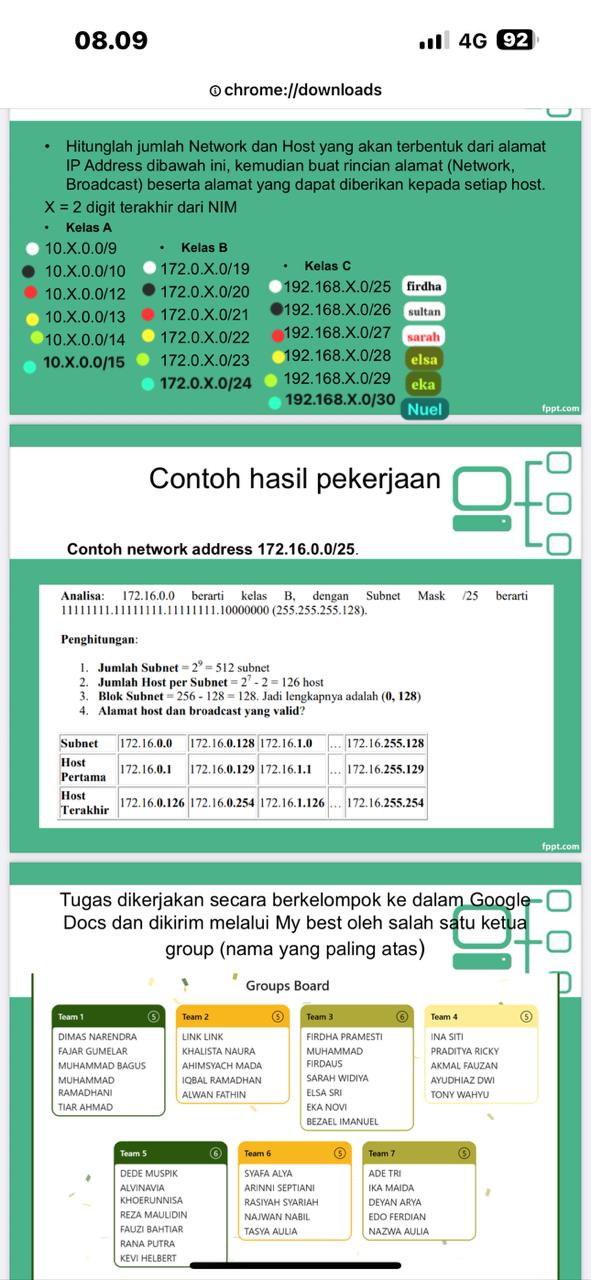 08.09
4G 92
chrome://downloads
• Hitunglah jumlah Network dan Host yang akan terbentuk dari alamat
IP Address dibawah ini, kemudian buat rincian alamat (Network,
Broadcast) beserta alamat yang dapat diberikan kepada setiap host.
X = 2 digit terakhir dari NIM
• Kelas A
10.X.0.0/9
10.X.0.0/10
10.X.0.0/12
10.X.0.0/13
10.X.0.0/14
10.X.0.0/15
• Kelas B
172.0.X.0/19
172.0.X.0/20
172.0.X.0/21
172.0.X.0/22
172.0.X.0/23
172.0.X.0/24
• Kelas C
192.168.X.0/25 firdha
192.168.X.0/26 sultan
192.168.X.0/27 sarah
192.168.X.0/28 elsa
192.168.X.0/29 eka
192.168.X.0/30 Nuel
fppt.com
Contoh hasil pekerjaan
Contoh network address 172.16.0.0/25.
Analisa: 172.16.0.0 berarti kelas B, dengan Subnet Mask /25 berarti
11111111.11111111.11111111.10000000 (255.255.255.128).
Penghitungan:
1. Jumlah Subnet = 2⁹ = 512 subnet
2. Jumlah Host per Subnet = 2⁷ - 2 = 126 host
3. Blok Subnet = 256 - 128 = 128. Jadi lengkapnya adalah (0, 128)
4. Alamat host dan broadcast yang valid?
Subnet 172.16.0.0 172.16.0.128 172.16.1.0 ... 172.16.255.128
Host
Pertama 172.16.0.1 172.16.0.129 172.16.1.1 ... 172.16.255.129
Host
Terakhir 172.16.0.126 172.16.0.254 172.16.1.126 ... 172.16.255.254
fppt.com
Tugas dikerjakan secara berkelompok ke dalam Google
Docs dan dikirim melalui My best oleh salah satu ketua
group (nama yang paling atas)
Groups Board
Team 1 5
DIMAS NARENDRA
FAJAR GUMELAR
MUHAMMAD BAGUS
MUHAMMAD
RAMADHANI
TIAR AHMAD
Team 2 5
LINK LINK
KHALISTA NAURA
AHIMSYACH MADA
IQBAL RAMADHAN
ALWAN FATHIN
Team 3 6
FIRDHA PRAMESTI
MUHAMMAD
FIRDAUS
SARAH WIDIYA
ELSA SRI
EKA NOVI
BEZAEL IMANUEL
Team 4 5
INA SITI
PRADITYA RICKY
AKMAL FAUZAN
AYUDHIAZ DWI
TONY WAHYU
Team 5 6
DEDE MUSPIK
ALVINAVIA
KHOERUNNISA
REZA MAULIDIN
FAUZI BAHTIAR
RANA PUTRA
KEVI HELBERT
Team 6 5
SYAFA ALYA
ARINNI SEPTIANI
RASIYAH SYARIAH
NAJWAN NABIL
TASYA AULIA
Team 7 5
ADE TRI
IKA MAIDA
DEYAN ARYA
EDO FERDIAN
NAZWA AULIA